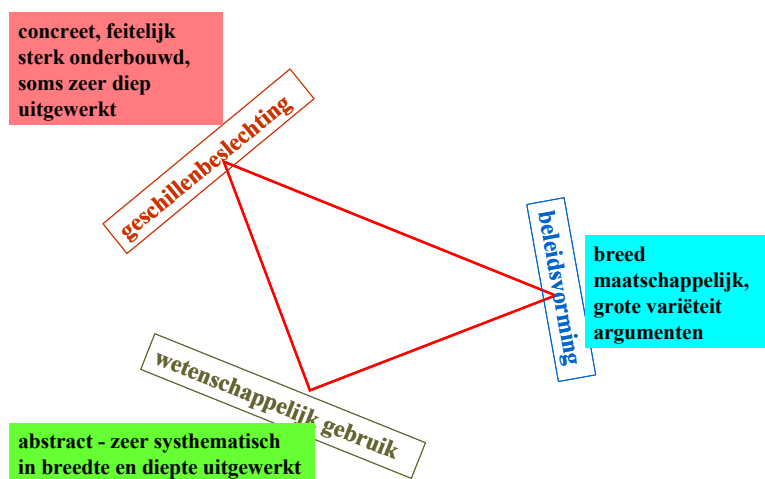 concreet, feitelijk
sterk onderbouwd,
soms zeer diep
uitgewerkt
geschillenbeslechting
beleidsvorming
breed
maatschappelijk,
grote variëteit
argumenten
wetenschappelijk gebruik
abstract - zeer systhematisch
in breedte en diepte uitgewerkt